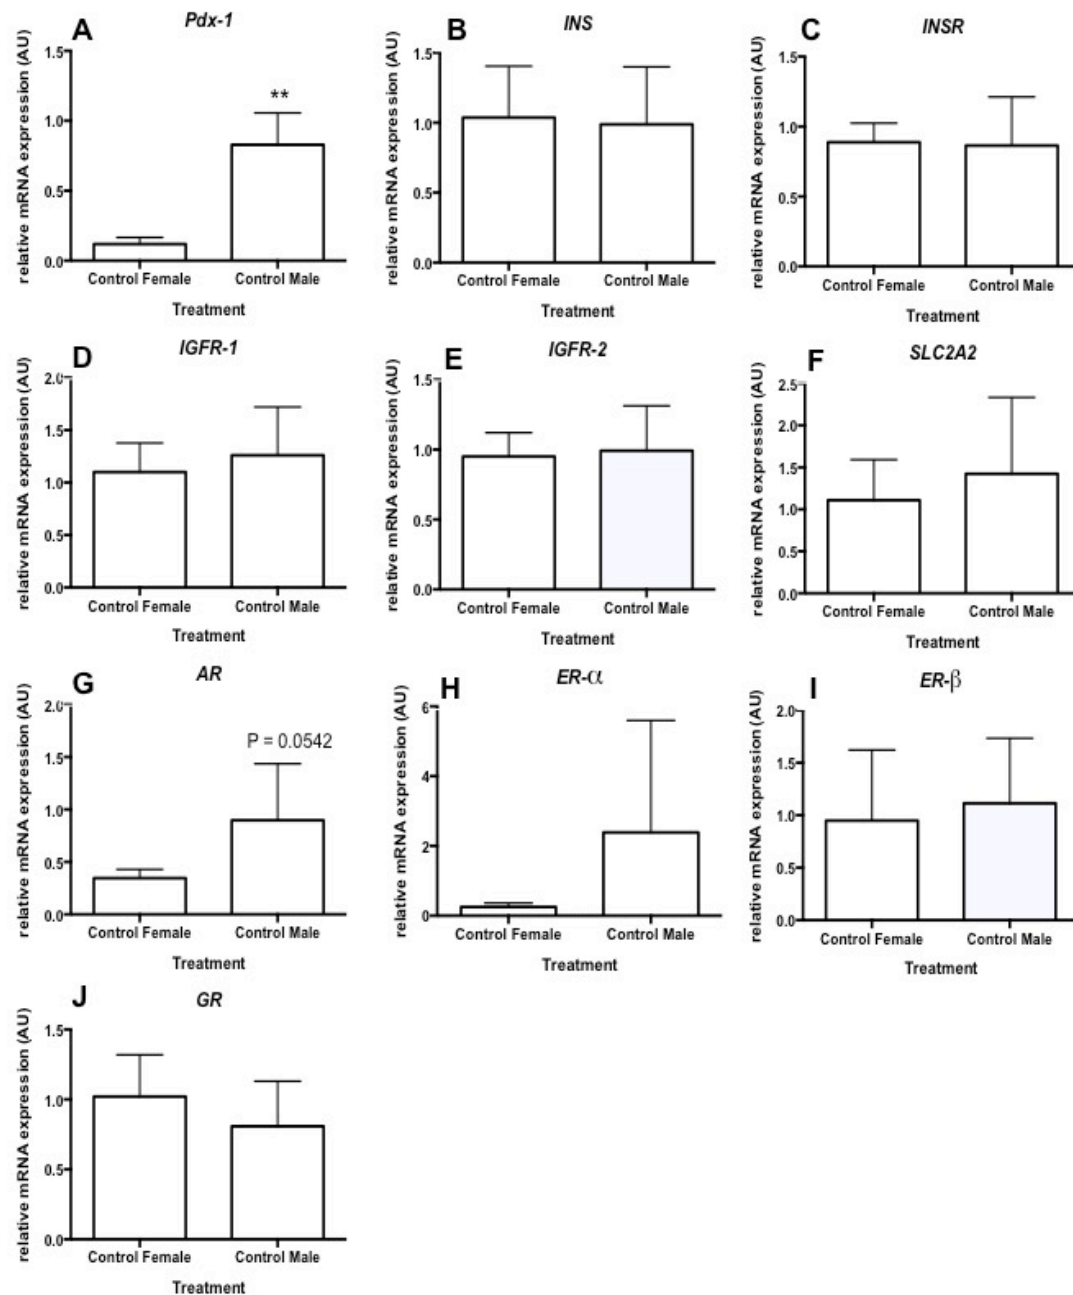 A
Pdx-1
relative mRNA expression (AU)
1.5
1.0
0.5
0.0
**
Control Female
Control Male
Treatment
B
INS
relative mRNA expression (AU)
1.5
1.0
0.5
0.0
Control Female
Control Male
Treatment
C
INSR
relative mRNA expression (AU)
1.5
1.0
0.5
0.0
Control Female
Control Male
Treatment
D
IGFR-1
relative mRNA expression (AU)
2.0
1.5
1.0
0.5
0.0
Control Female
Control Male
Treatment
E
IGFR-2
relative mRNA expression (AU)
1.5
1.0
0.5
0.0
Control Female
Control Male
Treatment
F
SLC2A2
relative mRNA expression (AU)
2.5
2.0
1.5
1.0
0.5
0.0
Control Female
Control Male
Treatment
G
AR
relative mRNA expression (AU)
2.0
1.5
1.0
0.5
0.0
P = 0.0542
Control Female
Control Male
Treatment
H
ER-α
relative mRNA expression (AU)
6
4
2
0
Control Female
Control Male
Treatment
I
ER-β
relative mRNA expression (AU)
2.0
1.5
1.0
0.5
0.0
Control Female
Control Male
Treatment
J
GR
relative mRNA expression (AU)
1.5
1.0
0.5
0.0
Control Female
Control Male
Treatment